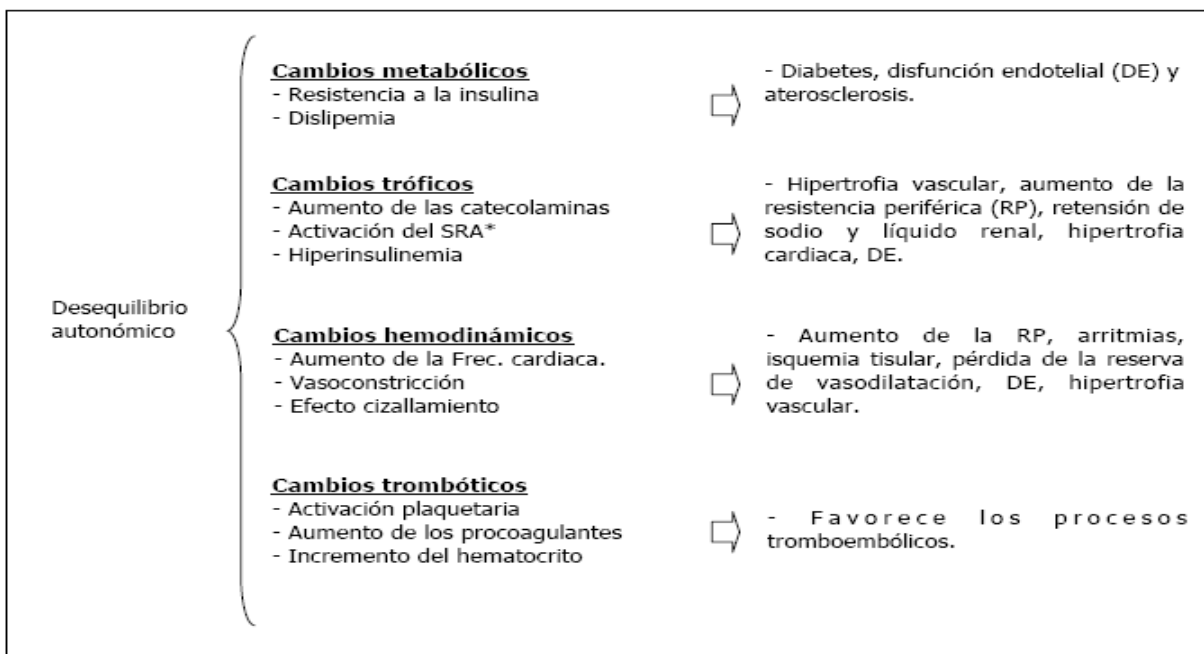 Desequilibrio
autonómico
Cambios metabólicos
- Resistencia a la insulina
- Dislipemia
- Diabetes, disfunción endotelial (DE) y
aterosclerosis.
Cambios tróficos
- Aumento de las catecolaminas
- Activación del SRA*
- Hiperinsulinemia
- Hipertrofia vascular, aumento de la
resistencia periférica (RP), retensión de
sodio y líquido renal, hipertrofia
cardiaca, DE.
Cambios hemodinámicos
- Aumento de la Frec. cardiaca.
- Vasoconstricción
- Efecto cizallamiento
- Aumento de la RP, arritmias,
isquemia tisular, pérdida de la reserva
de vasodilatación, DE, hipertrofia
vascular.
Cambios trombóticos
- Activación plaquetaria
- Aumento de los procoagulantes
- Incremento del hematocrito
- Favorece los procesos
tromboembólicos.